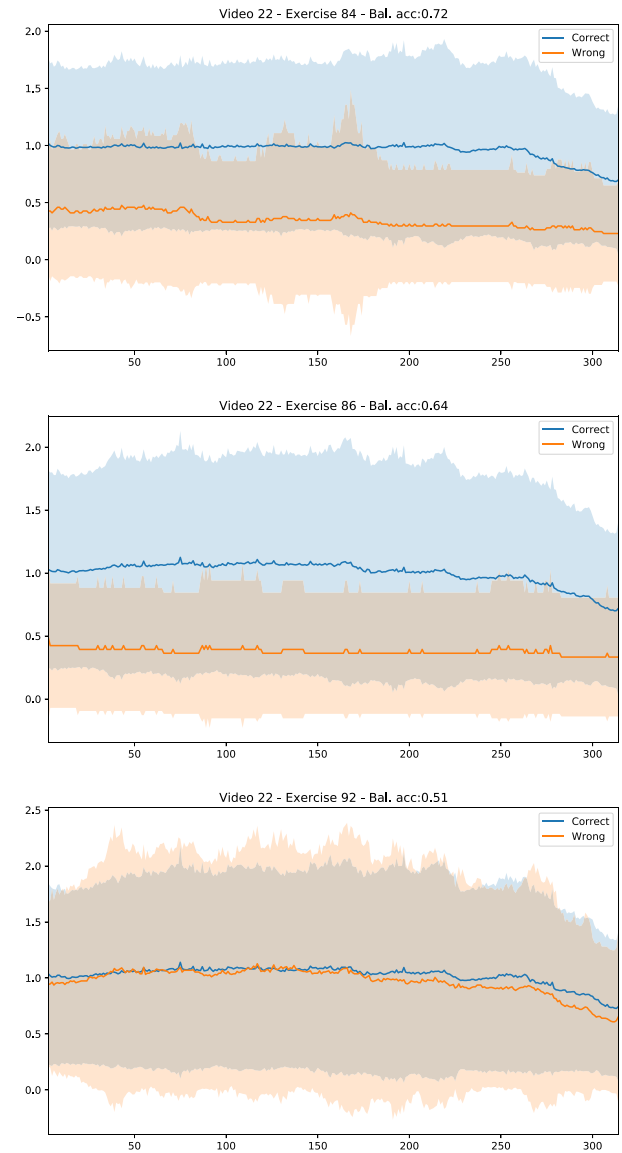 Video 22 - Exercise 84 - Bal. acc:0.72
2.0
1.5
1.0
0.5
0.0
−0.5
Correct
Wrong
50 100 150 200 250 300
Video 22 - Exercise 86 - Bal. acc:0.64
2.0
1.5
1.0
0.5
0.0
Correct
Wrong
50 100 150 200 250 300
Video 22 - Exercise 92 - Bal. acc:0.51
2.5
2.0
1.5
1.0
0.5
0.0
Correct
Wrong
50 100 150 200 250 300